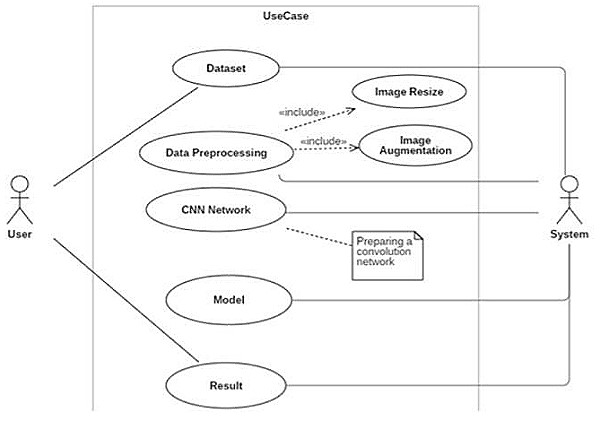 UseCase
Dataset
«include»
Image Resize
«include»
Image
Augmentation
Data Preprocessing
CNN Network
User
System
Preparing a
convolution
network
Model
Result